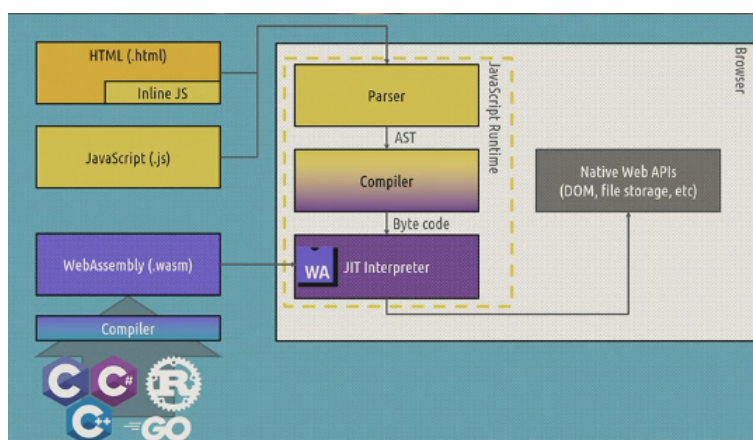 HTML (.html)
Inline JS
JavaScript (.js)
WebAssembly (.wasm)
Compiler
C
C#
R
C++
GO
Browser
JavaScript Runtime
Parser
AST
Compiler
Byte code
WA
JIT Interpreter
Native Web APIs
(DOM, file storage, etc)